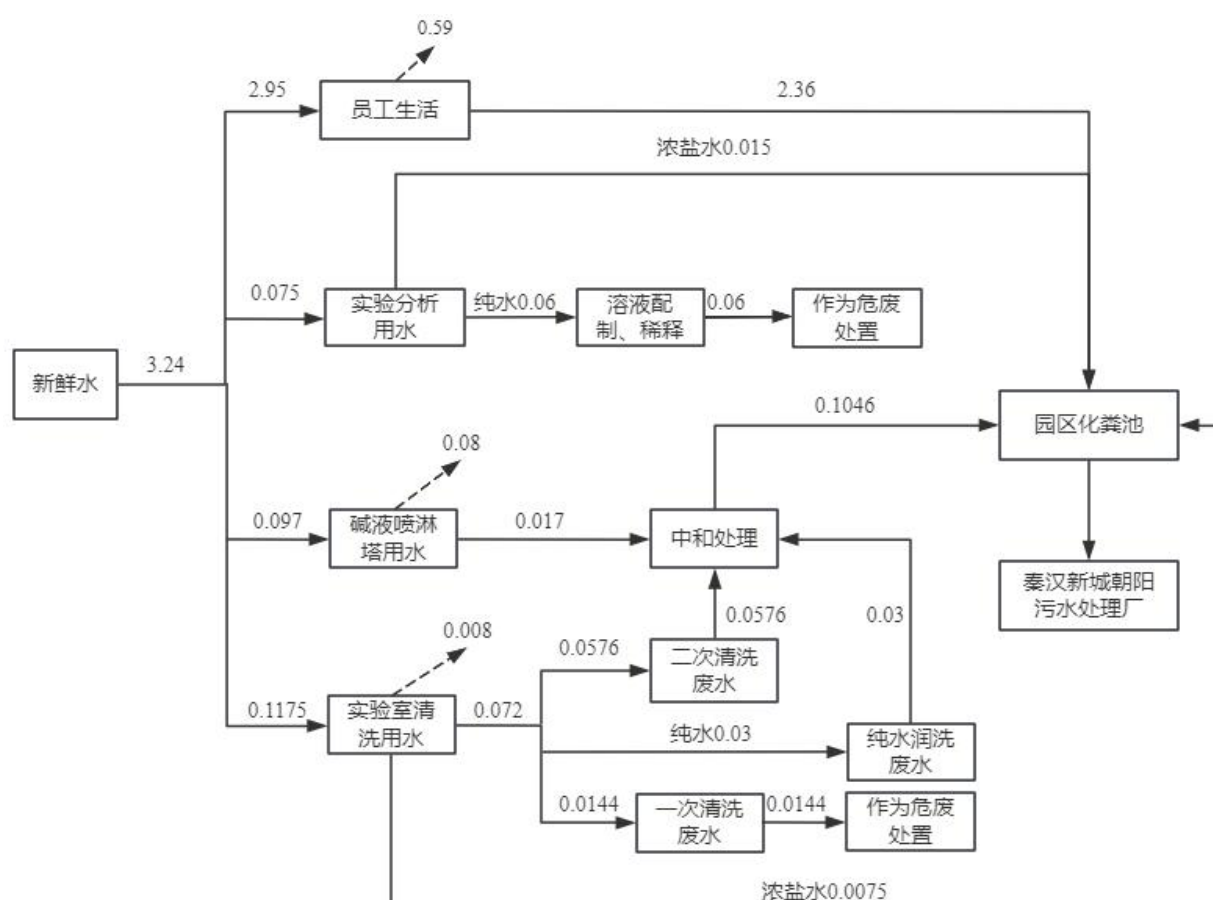 0.59
2.95
员工生活
2.36
浓盐水0.015
0.075
实验分析
用水
纯水0.06
溶液配
制、稀释
0.06
作为危废
处置
新鲜水
3.24
0.1046
园区化粪池
0.08
0.097
碱液喷淋
塔用水
0.017
中和处理
秦汉新城朝阳
污水处理厂
0.0576
0.03
0.008
0.0576
二次清洗
废水
0.1175
实验室清
洗用水
0.072
纯水0.03
纯水润洗
废水
0.0144
一次清洗
废水
0.0144
作为危废
处置
浓盐水0.0075